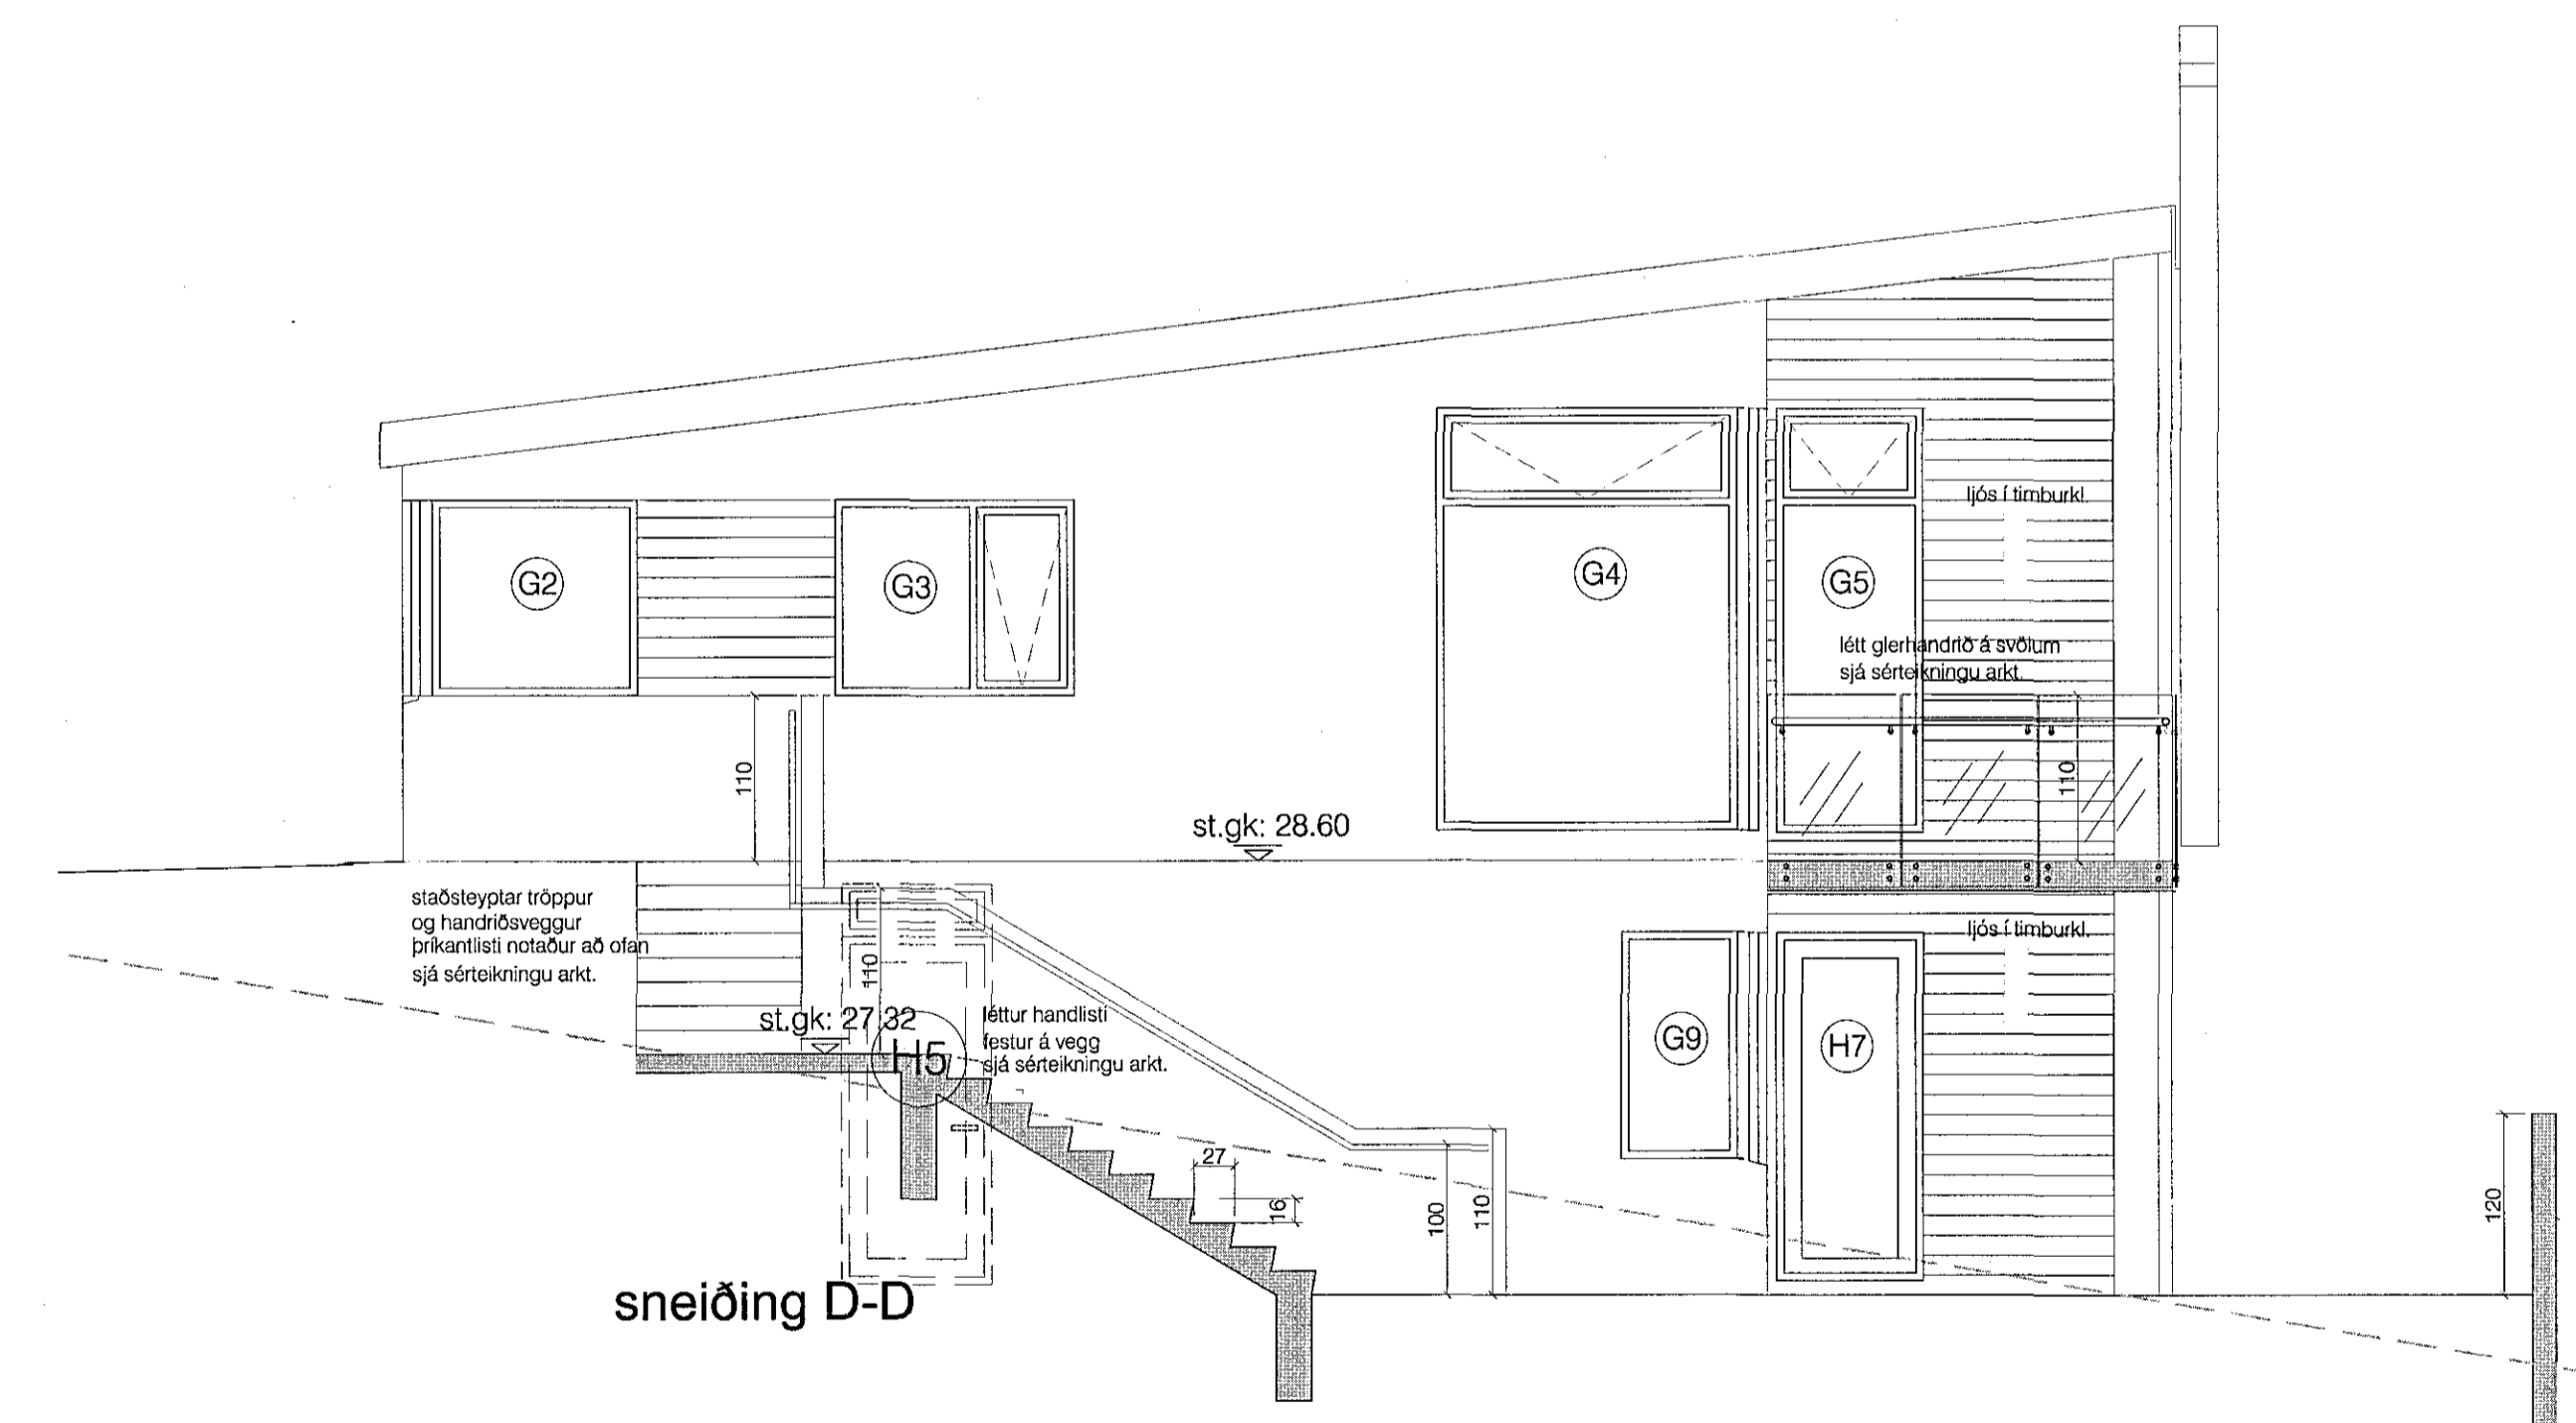 ljós í timburkl.
G2
G3
G4
G5
létt glerhandrið á svölum
sjá sérteikningu arkt.
110
110
st.gk: 28.60
staðsteyptar tröppur
og handriðsveggur
þríkantlisti notaður að ofan
sjá sérteikningu arkt.
ljós í timburkl.
110
st.gk: 27.32
H5
léttur handlisti
festur á vegg
sjá sérteikningu arkt.
G9
H7
27
16
100
110
120
sneiðing D-D